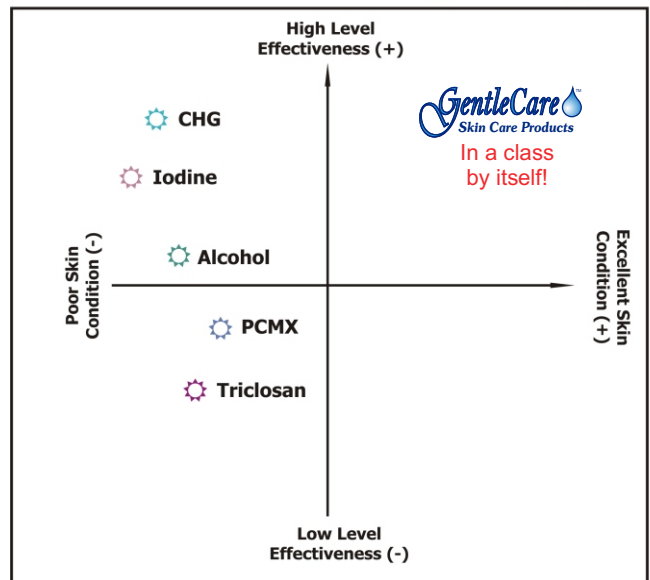 High Level
Effectiveness (+)
GentleCare™
Skin Care Products
In a class
by itself!
CHG
Iodine
Alcohol
Poor Skin
Condition (-)
Excellent Skin
Condition (+)
PCMX
Triclosan
Low Level
Effectiveness (-)